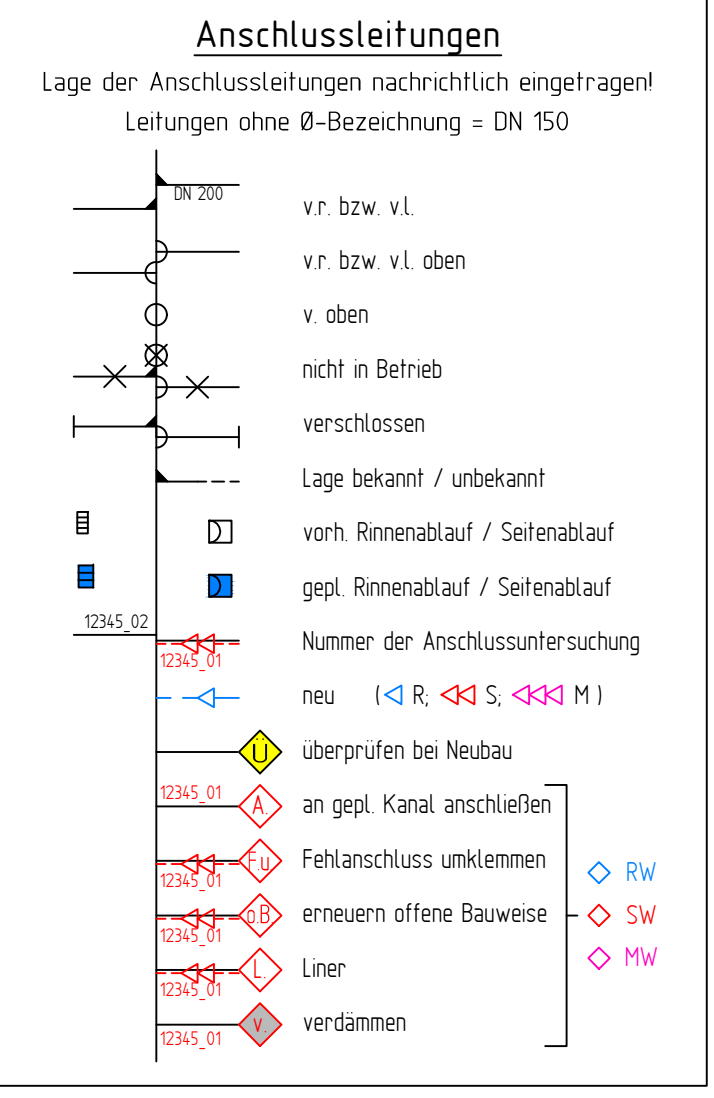 Anschlussleitungen
Lage der Anschlussleitungen nachrichtlich eingetragen!
Leitungen ohne Ø-Bezeichnung = DN 150
DN 200
v.r. bzw. v.l.
v.r. bzw. v.l. oben
v. oben
nicht in Betrieb
verschlossen
Lage bekannt / unbekannt
vorh. Rinnenablauf / Seitenablauf
gepl. Rinnenablauf / Seitenablauf
12345_02
12345_01 Nummer der Anschlussuntersuchung
neu ( R; S; M )
Ü überprüfen bei Neubau
12345_01 A. an gepl. Kanal anschließen
12345_01 F.u Fehlanschluss umklemmen
12345_01 o.B erneuern offene Bauweise
12345_01 L. Liner
12345_01 v. verdämmen
RW
SW
MW